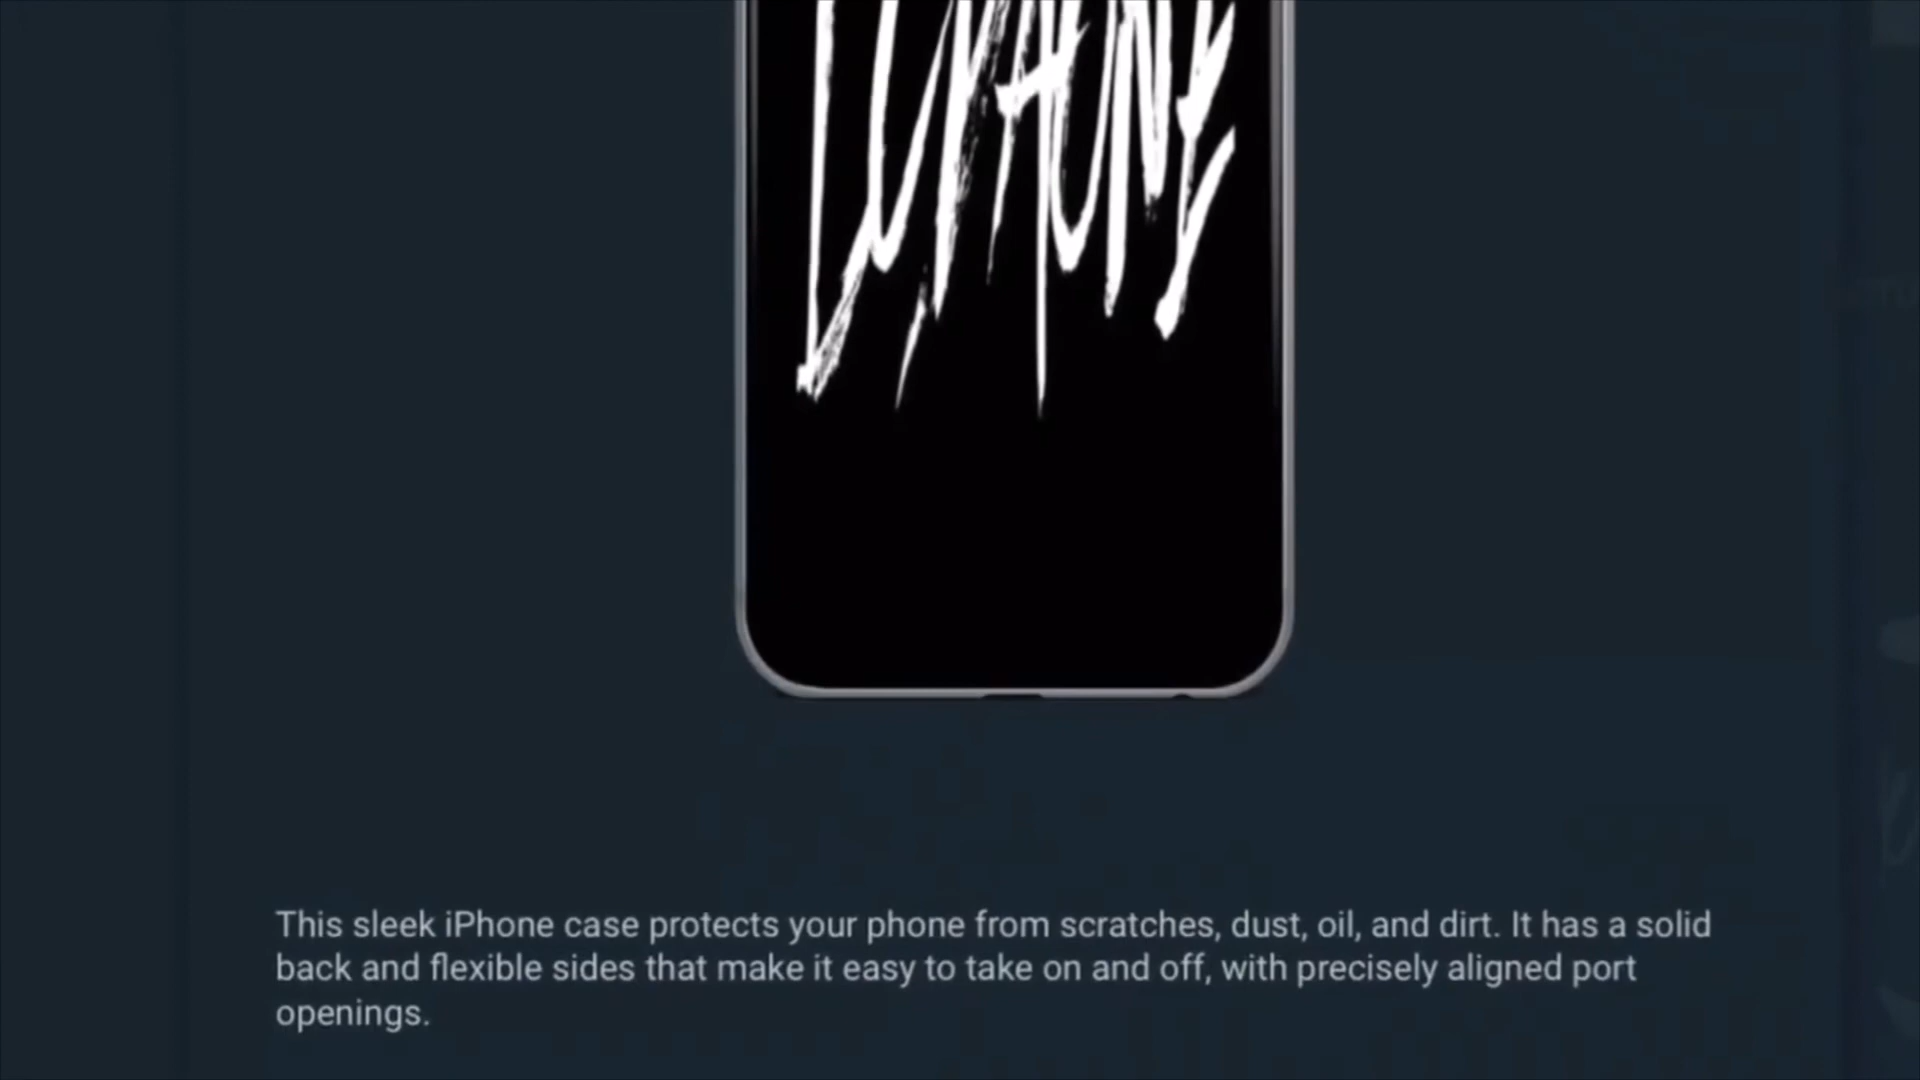 This sleek iPhone case protects your phone from scratches, dust, oil, and dirt. It has a solid
back and flexible sides that make it easy to take on and off, with precisely aligned port
openings.